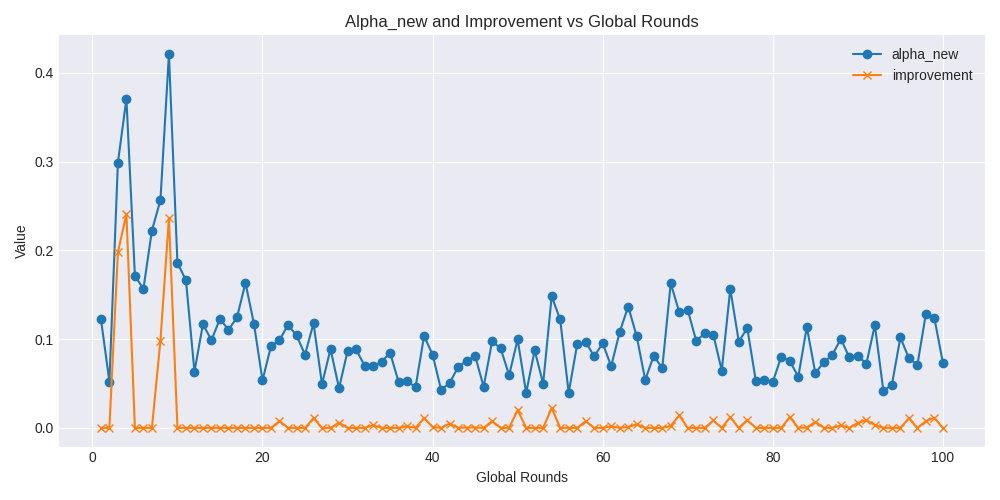 Alpha_new and Improvement vs Global Rounds
alpha_new
improvement
Value
0.4
0.3
0.2
0.1
0.0
0 20 40 60 80 100
Global Rounds